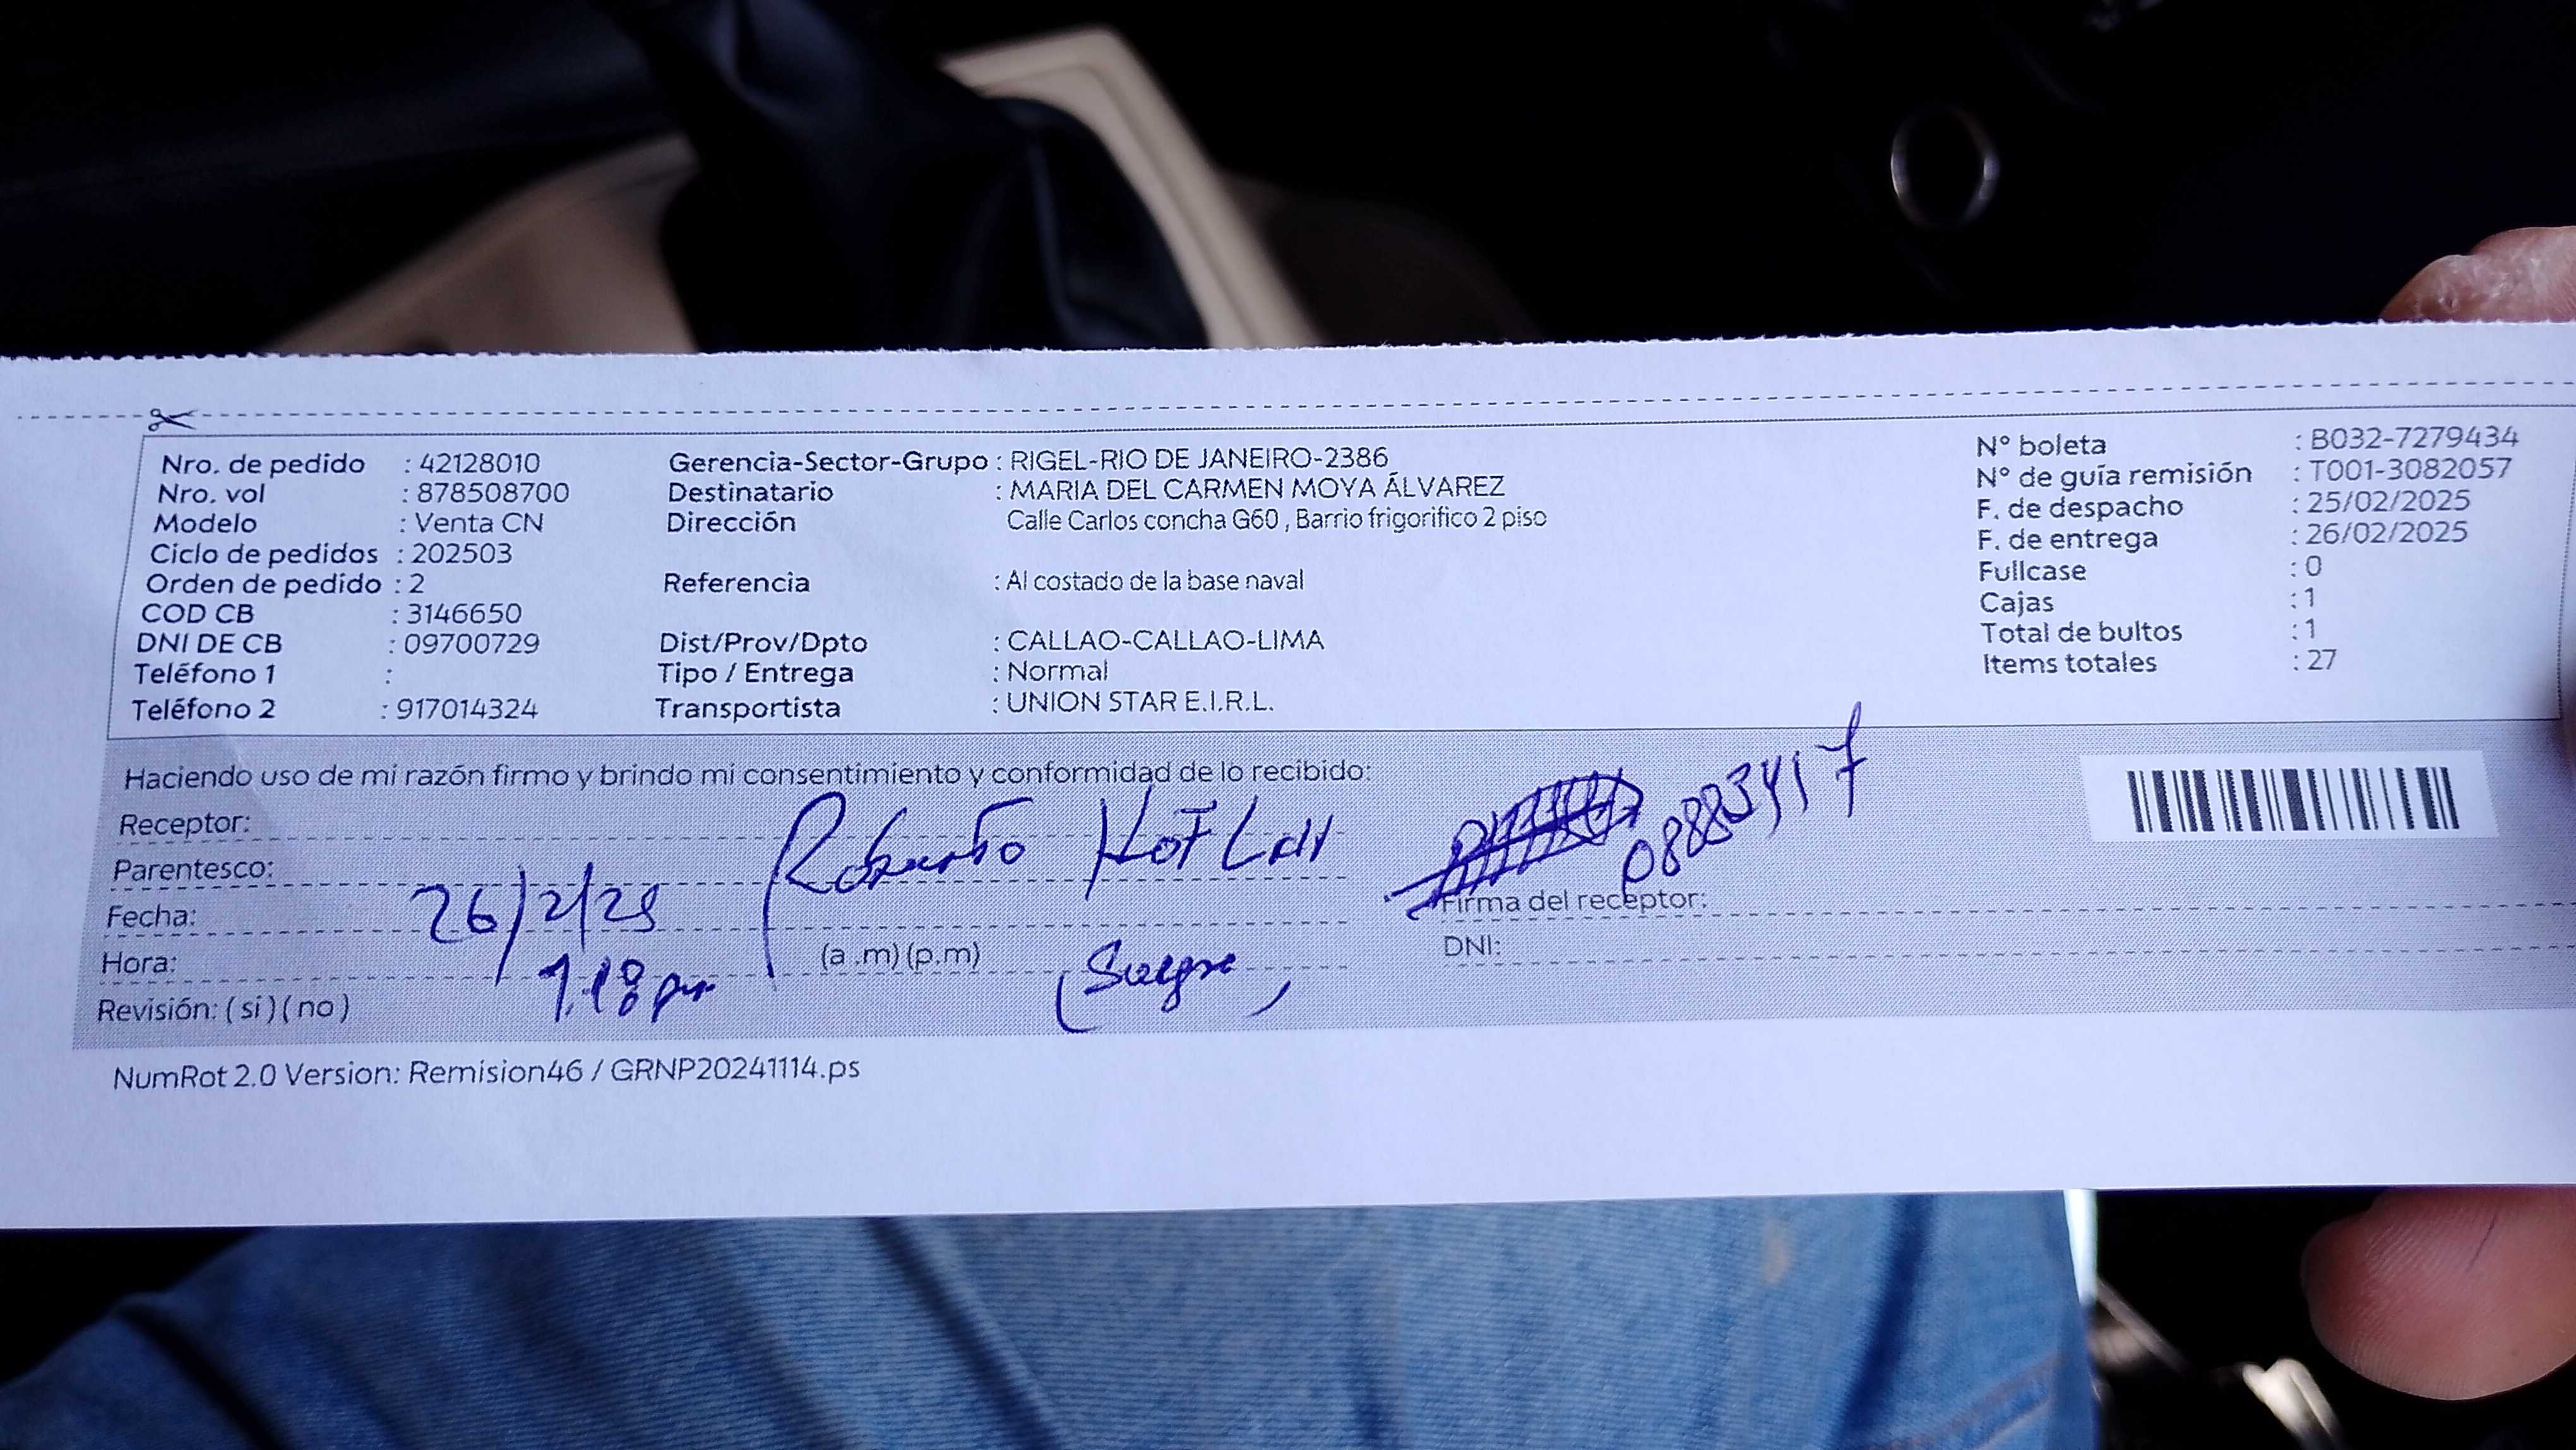 Nro. de pedido : 42128010
Nro. vol : 878508700
Modelo : Venta CN
Ciclo de pedidos : 202503
Orden de pedido : 2
COD CB : 3146650
DNI DE CB : 09700729
Teléfono 1 :
Teléfono 2 : 917014324
Gerencia-Sector-Grupo : RIGEL-RIO DE JANEIRO-2386
Destinatario : MARIA DEL CARMEN MOYA ÁLVAREZ
Dirección Calle Carlos concha G60 , Barrio frigorifico 2 piso
Referencia : Al costado de la base naval
Dist/Prov/Dpto : CALLAO-CALLAO-LIMA
Tipo / Entrega : Normal
Transportista : UNION STAR E.I.R.L.
N° boleta : B032-7279434
N° de guía remisión : T001-3082057
F. de despacho : 25/02/2025
F. de entrega : 26/02/2025
Fullcase : 0
Cajas : 1
Total de bultos : 1
Items totales : 27
Haciendo uso de mi razón firmo y brindo mi consentimiento y conformidad de lo recibido:
Receptor: Roberto
Parentesco:
Fecha: 26/2/25
Hora: 1.18 pm (a .m) (p.m) (Suegro)
Revisión: ( si ) ( no )
08883417
Firma del receptor:
DNI:
NumRot 2.0 Version: Remision46 / GRNP20241114.ps